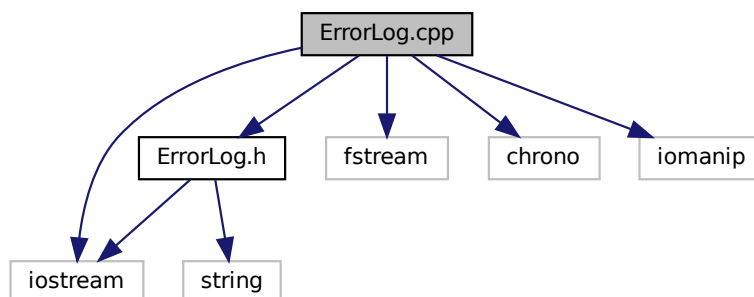 ErrorLog.cpp
ErrorLog.h
fstream
chrono
iomanip
iostream
string